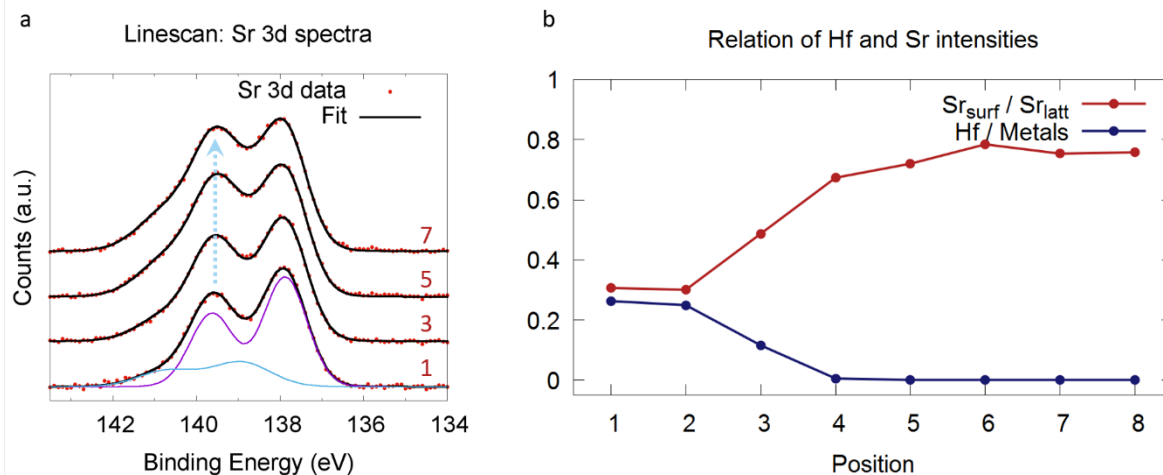 a
Linescan: Sr 3d spectra
Sr 3d data
Fit
7
5
3
1
Counts (a.u.)
142 140 138 136 134
Binding Energy (eV)
b
Relation of Hf and Sr intensities
Sr_surf / Sr_latt
Hf / Metals
1
0.8
0.6
0.4
0.2
0
1 2 3 4 5 6 7 8
Position